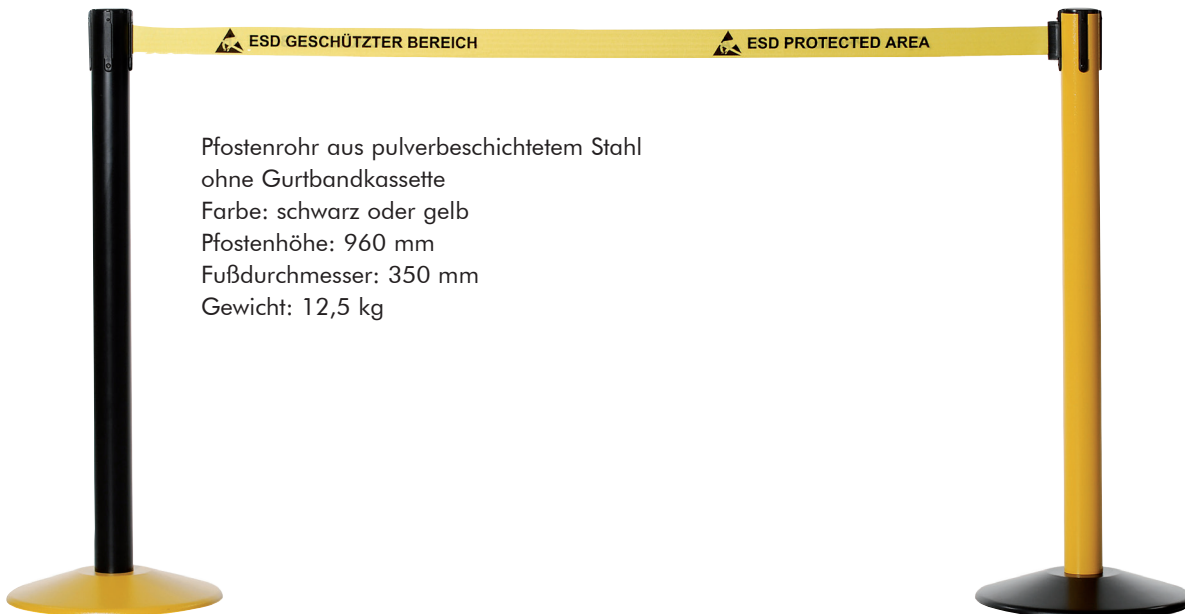 ESD GESCHÜTZTER BEREICH
ESD PROTECTED AREA
Pfostenrohr aus pulverbeschichtetem Stahl
ohne Gurtbandkassette
Farbe: schwarz oder gelb
Pfostenhöhe: 960 mm
Fußdurchmesser: 350 mm
Gewicht: 12,5 kg